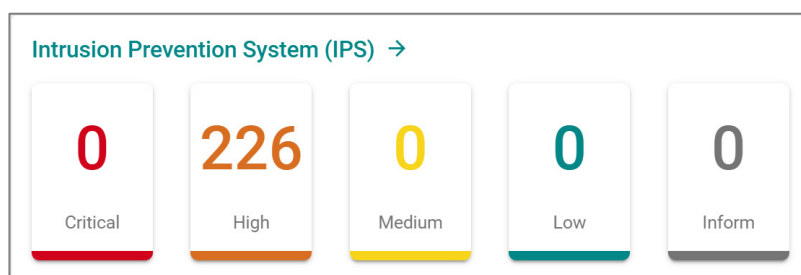 Intrusion Prevention System (IPS) →
0 226 0 0 0
Critical High Medium Low Inform